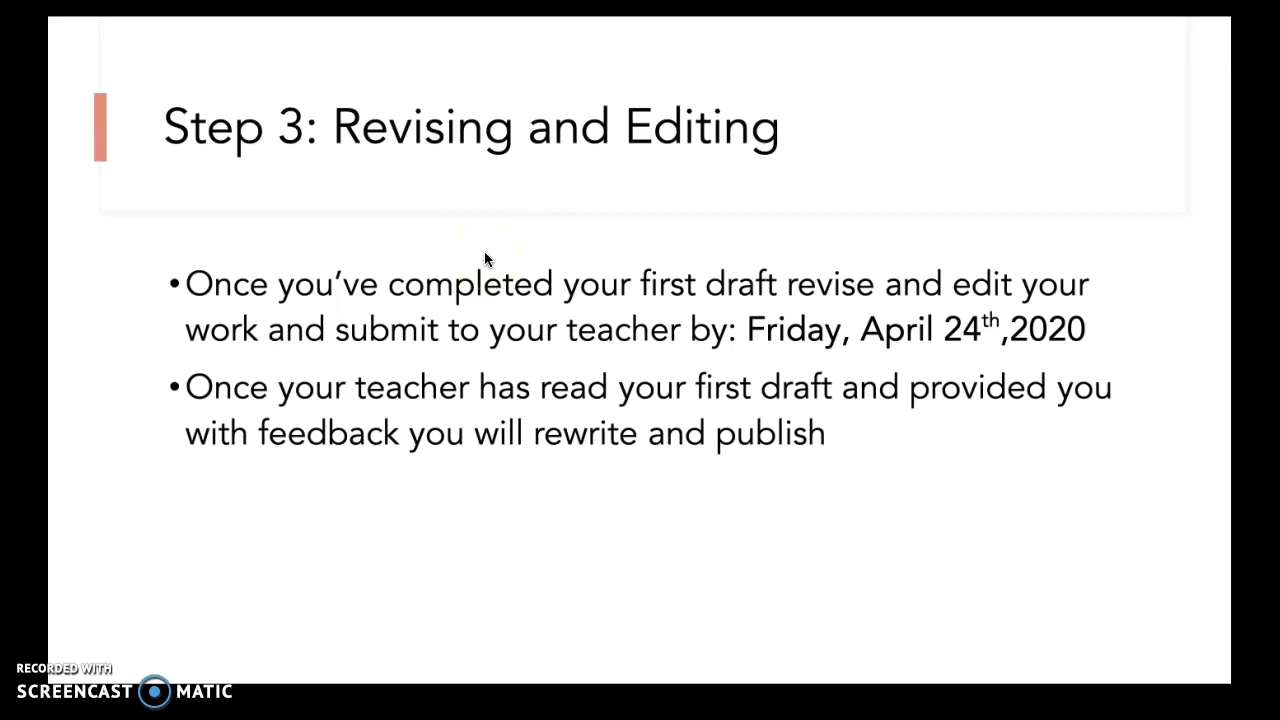 Step 3: Revising and Editing
•Once you’ve completed your first draft revise and edit your
work and submit to your teacher by: Friday, April 24th,2020
•Once your teacher has read your first draft and provided you
with feedback you will rewrite and publish
RECORDED WITH
SCREENCAST MATIC